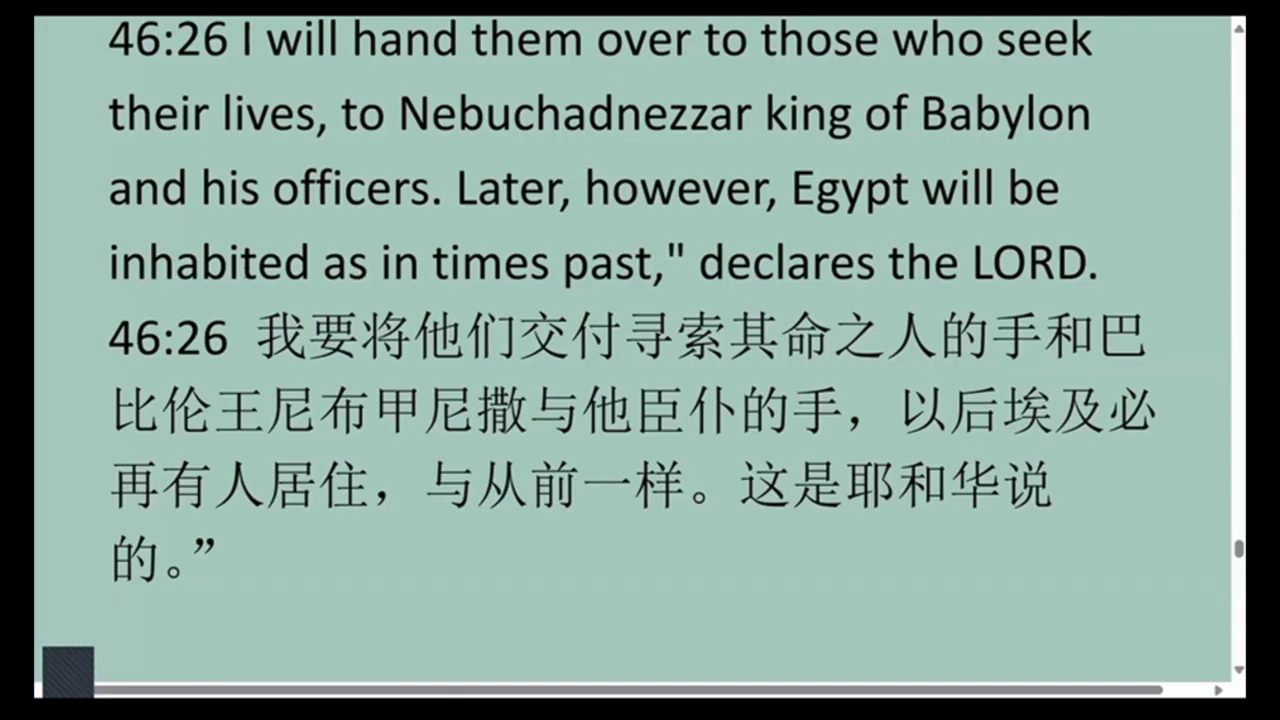 46:26 I will hand them over to those who seek
their lives, to Nebuchadnezzar king of Babylon
and his officers. Later, however, Egypt will be
inhabited as in times past," declares the LORD.
46:26 我要将他们交付寻索其命之人的手和巴
比伦王尼布甲尼撒与他臣仆的手，以后埃及必
再有人居住，与从前一样。这是耶和华说
的。”